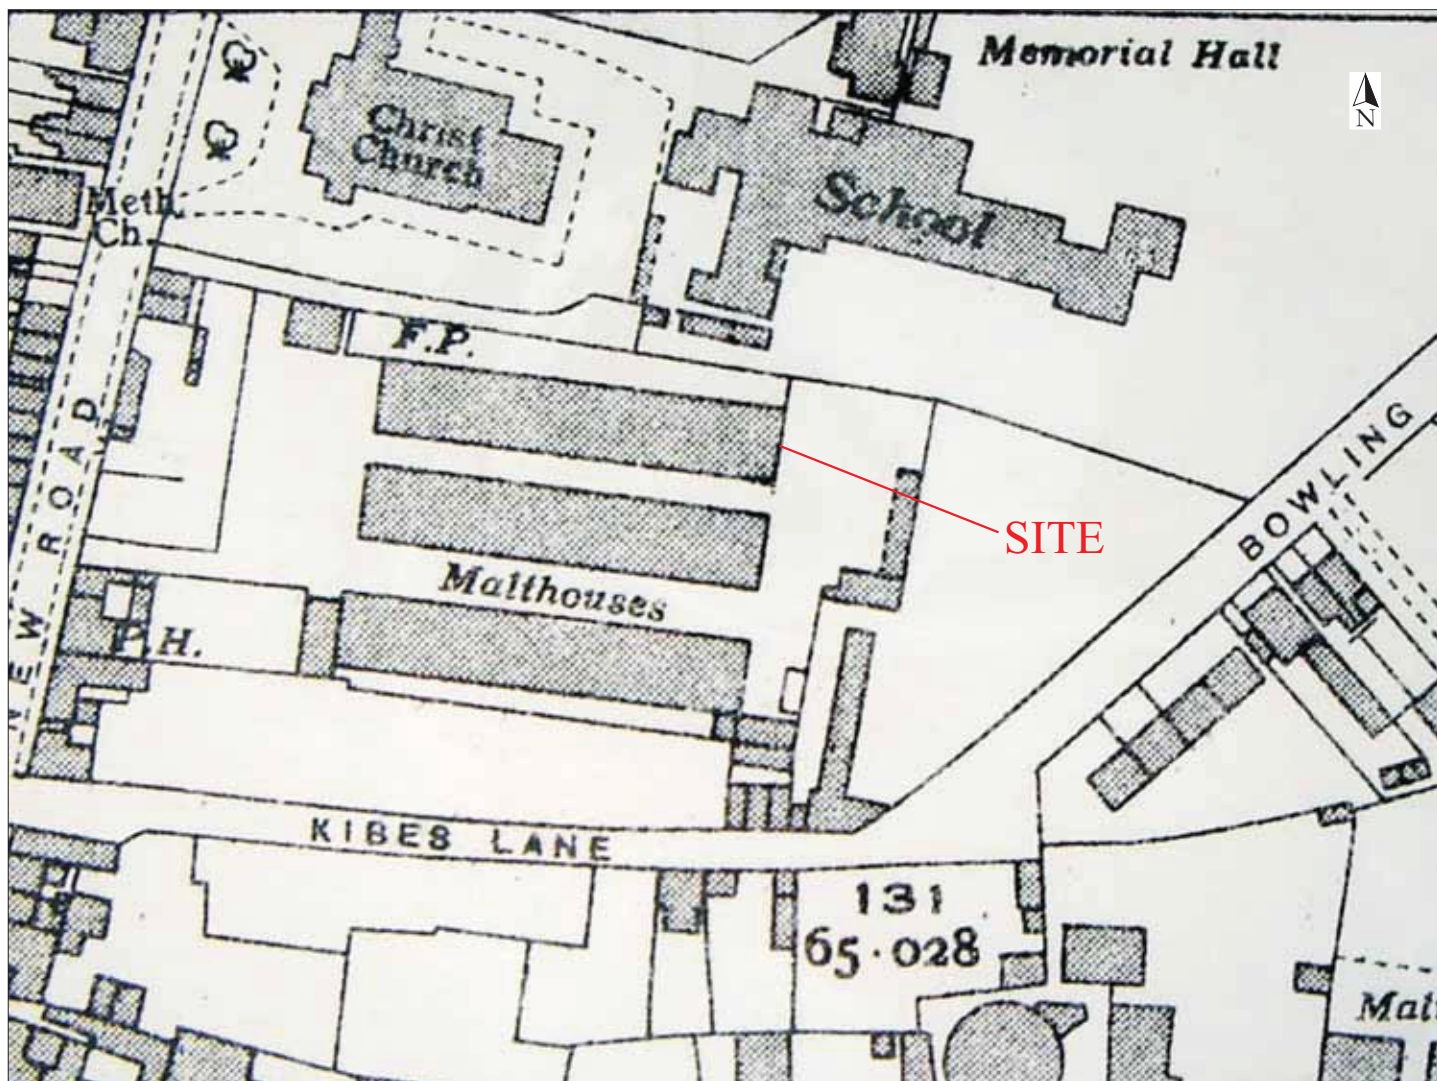 Memorial Hall
N
Christ
Church
School
Meth.
Ch.
F.P.
NEW ROAD
BOWLING
SITE
Malthouses
P.H.
KIBES LANE
131
65·028